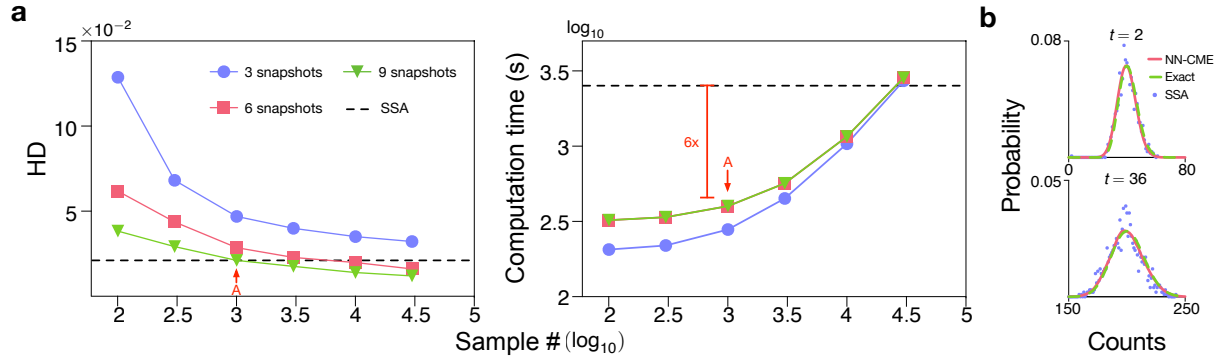 a
×10⁻²
15
10
5
HD
3 snapshots
9 snapshots
6 snapshots
SSA
A
2
2.5
3
3.5
4
4.5
5
log₁₀
3.5
3
2.5
2
Computation time (s)
6x
A
2
2.5
3
3.5
4
4.5
5
Sample # (log₁₀)
b
t = 2
0.08
NN-CME
Exact
SSA
0
80
Probability
t = 36
0.05
150
250
Counts